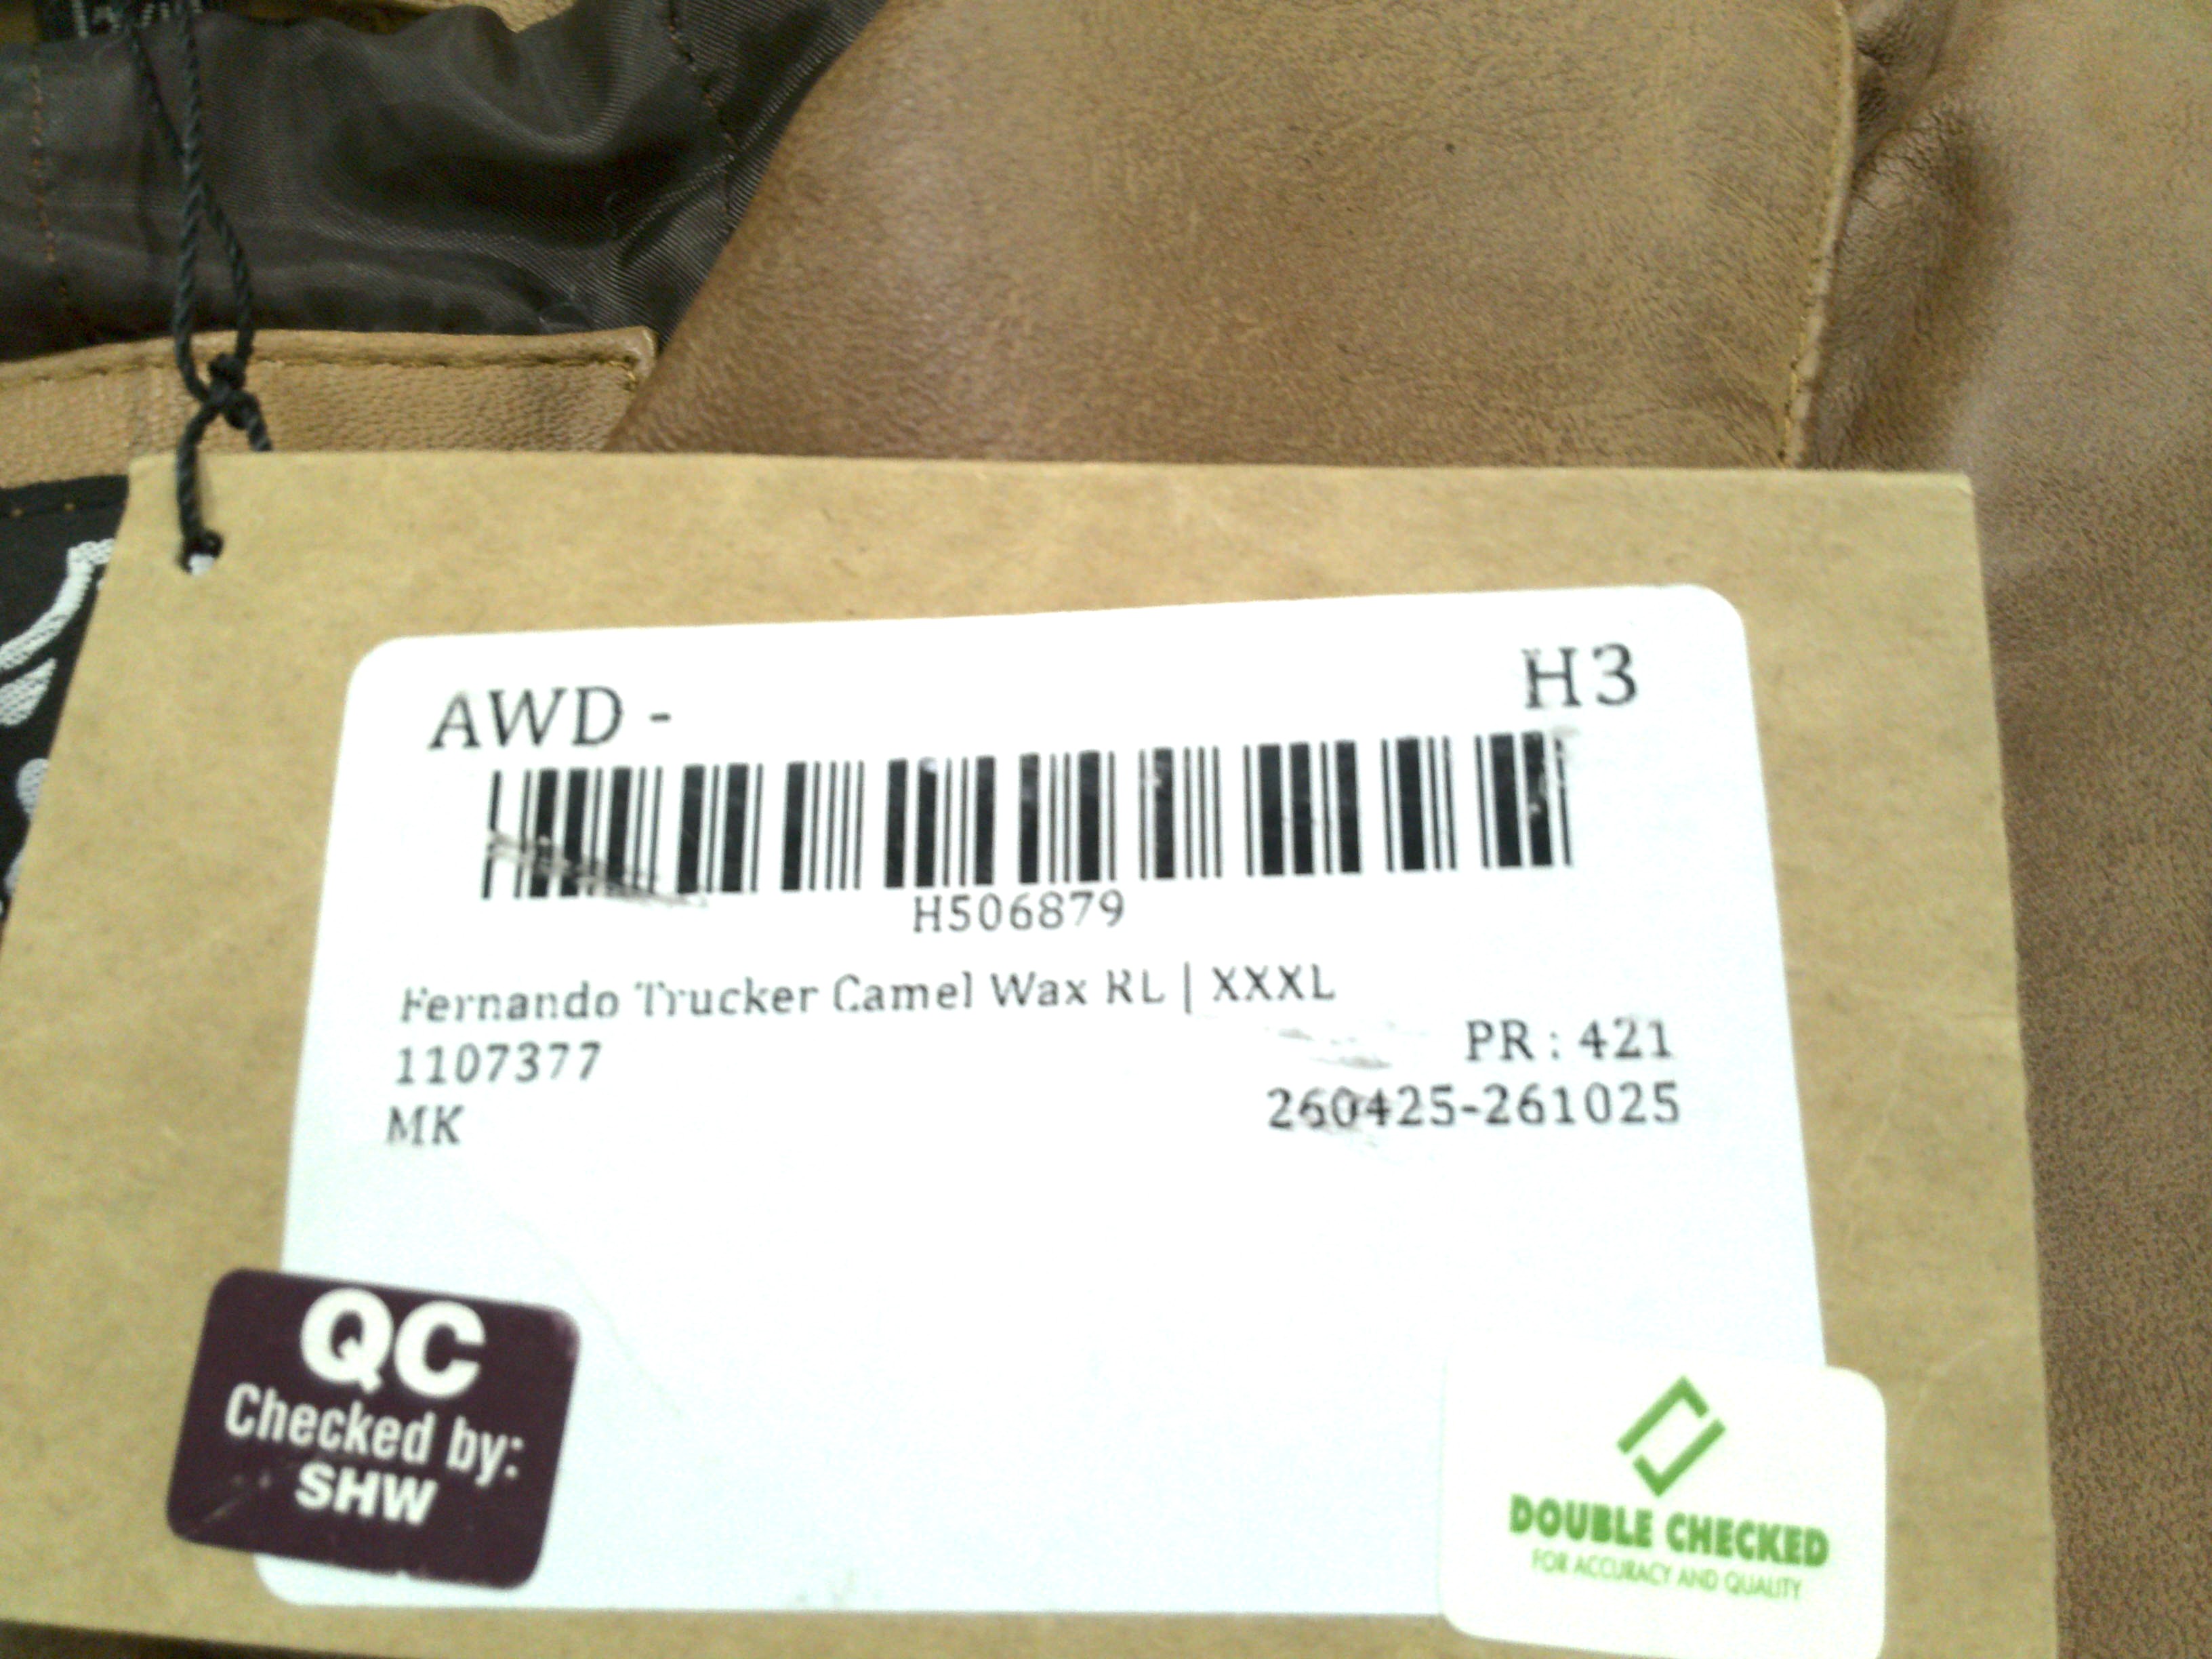 AWD - H3
H506879
Fernando Trucker Camel Wax RL | XXXL
1107377 PR : 421
MK 260425-261025
QC
Checked by:
SHW
DOUBLE CHECKED
FOR ACCURACY AND QUALITY